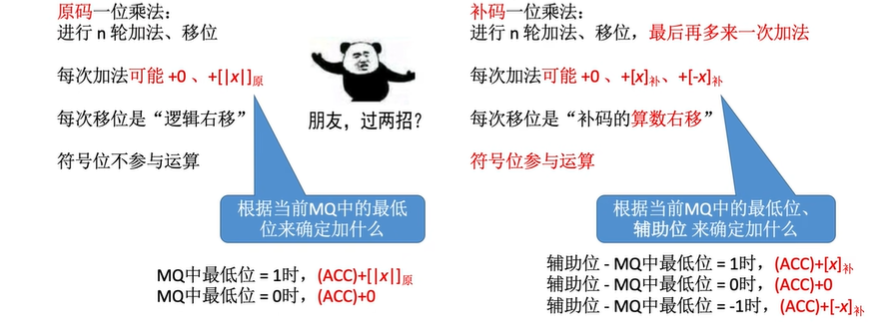 原码一位乘法：
进行 n 轮加法、移位
每次加法可能 +0 、+[|x|]原
每次移位是“逻辑右移”
符号位不参与运算
朋友，过两招？
根据当前MQ中的最低
位来确定加什么
MQ中最低位 = 1时，(ACC)+[|x|]原
MQ中最低位 = 0时，(ACC)+0
补码一位乘法：
进行 n 轮加法、移位，最后再多来一次加法
每次加法可能 +0 、+[x]补、+[-x]补
每次移位是“补码的算数右移”
符号位参与运算
根据当前MQ中的最低位、
辅助位 来确定加什么
辅助位 - MQ中最低位 = 1时，(ACC)+[x]补
辅助位 - MQ中最低位 = 0时，(ACC)+0
辅助位 - MQ中最低位 = -1时，(ACC)+[-x]补